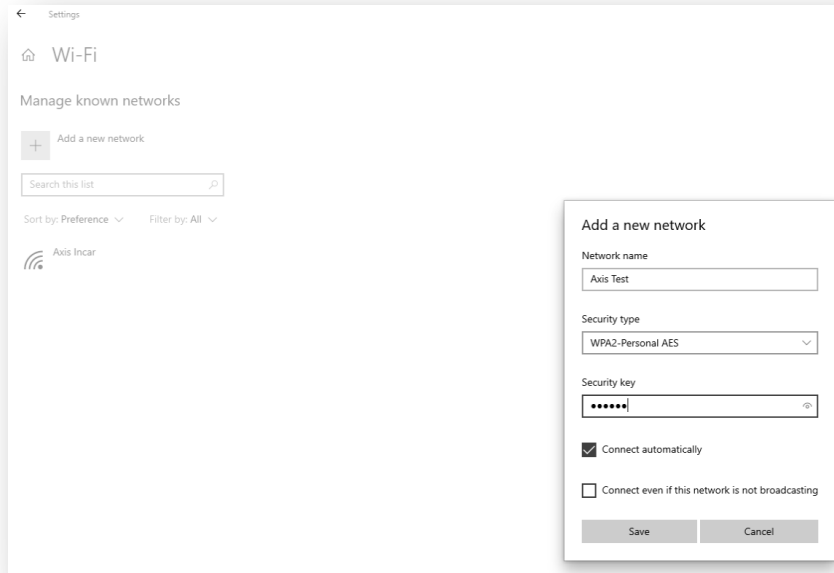 Settings
Wi-Fi
Manage known networks
Add a new network
Search this list
Sort by: Preference Filter by: All
Axis Incar
Add a new network
Network name
Axis Test
Security type
WPA2-Personal AES
Security key
••••••
Connect automatically
Connect even if this network is not broadcasting
Save Cancel